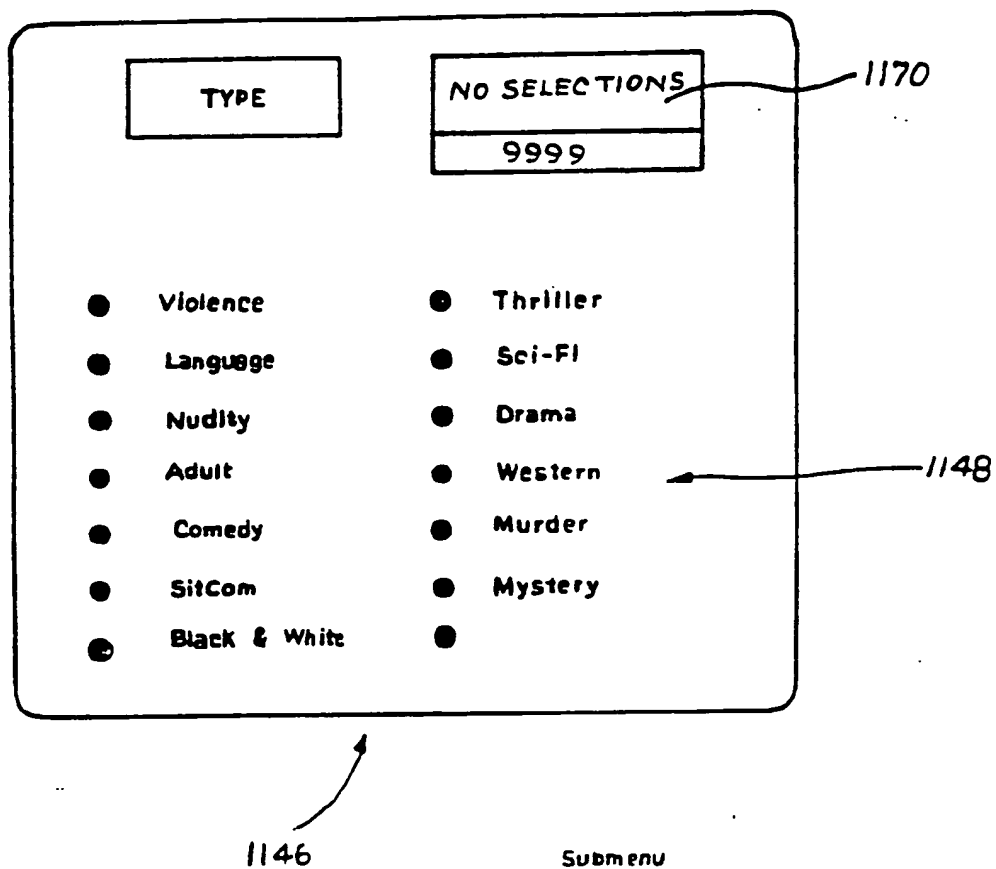 TYPE
NO SELECTIONS
9999
1170
Violence
Language
Nudity
Adult
Comedy
SitCom
Black & White
Thriller
Sci-Fi
Drama
Western
Murder
Mystery
1148
1146
Submenu